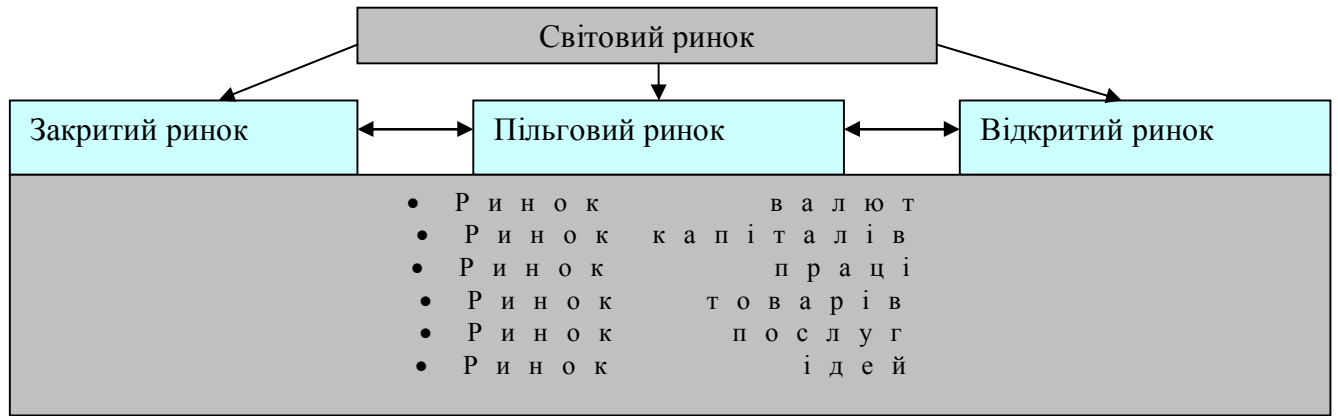 Світовий ринок
Закритий ринок
Пільговий ринок
Відкритий ринок
• Ринок валют
• Ринок капіталів
• Ринок праці
• Ринок товарів
• Ринок послуг
• Ринок ідей